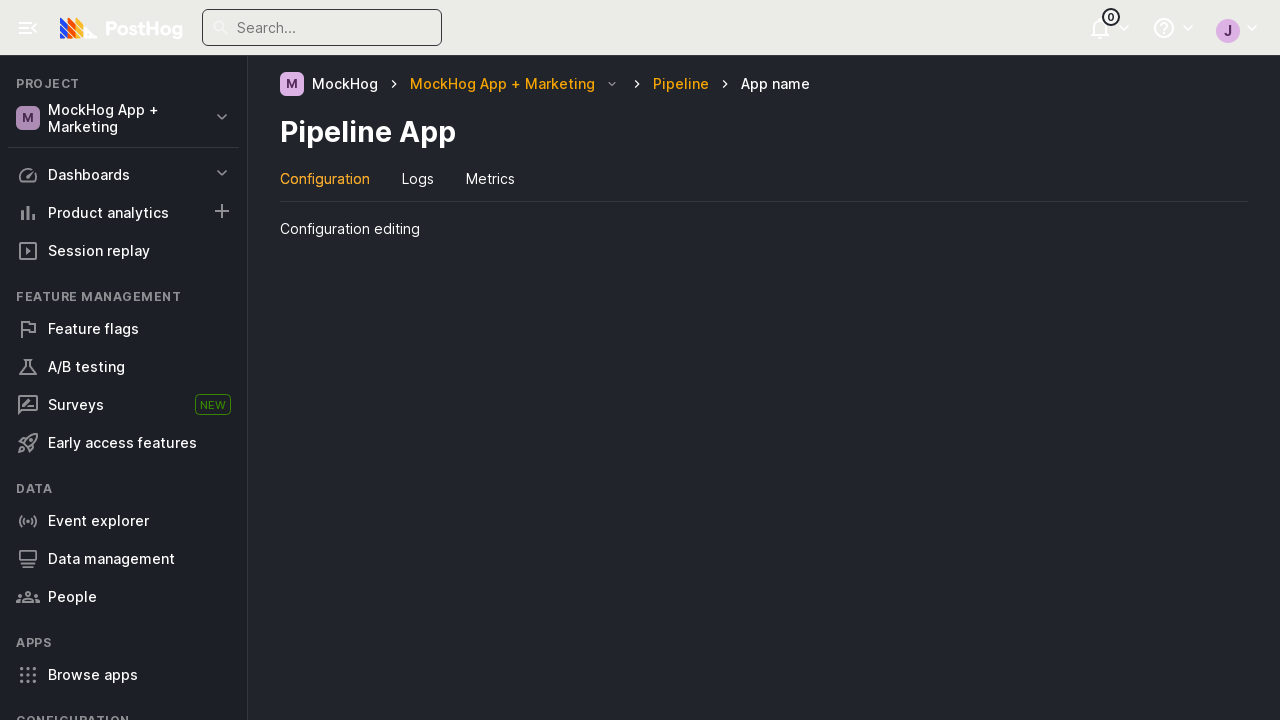 PostHog
Search...
0
J
PROJECT
M
MockHog App +
Marketing
Dashboards
Product analytics
Session replay
FEATURE MANAGEMENT
Feature flags
A/B testing
Surveys
NEW
Early access features
DATA
Event explorer
Data management
People
APPS
Browse apps
CONFIGURATION
M MockHog > MockHog App + Marketing > Pipeline > App name
Pipeline App
Configuration Logs Metrics
Configuration editing